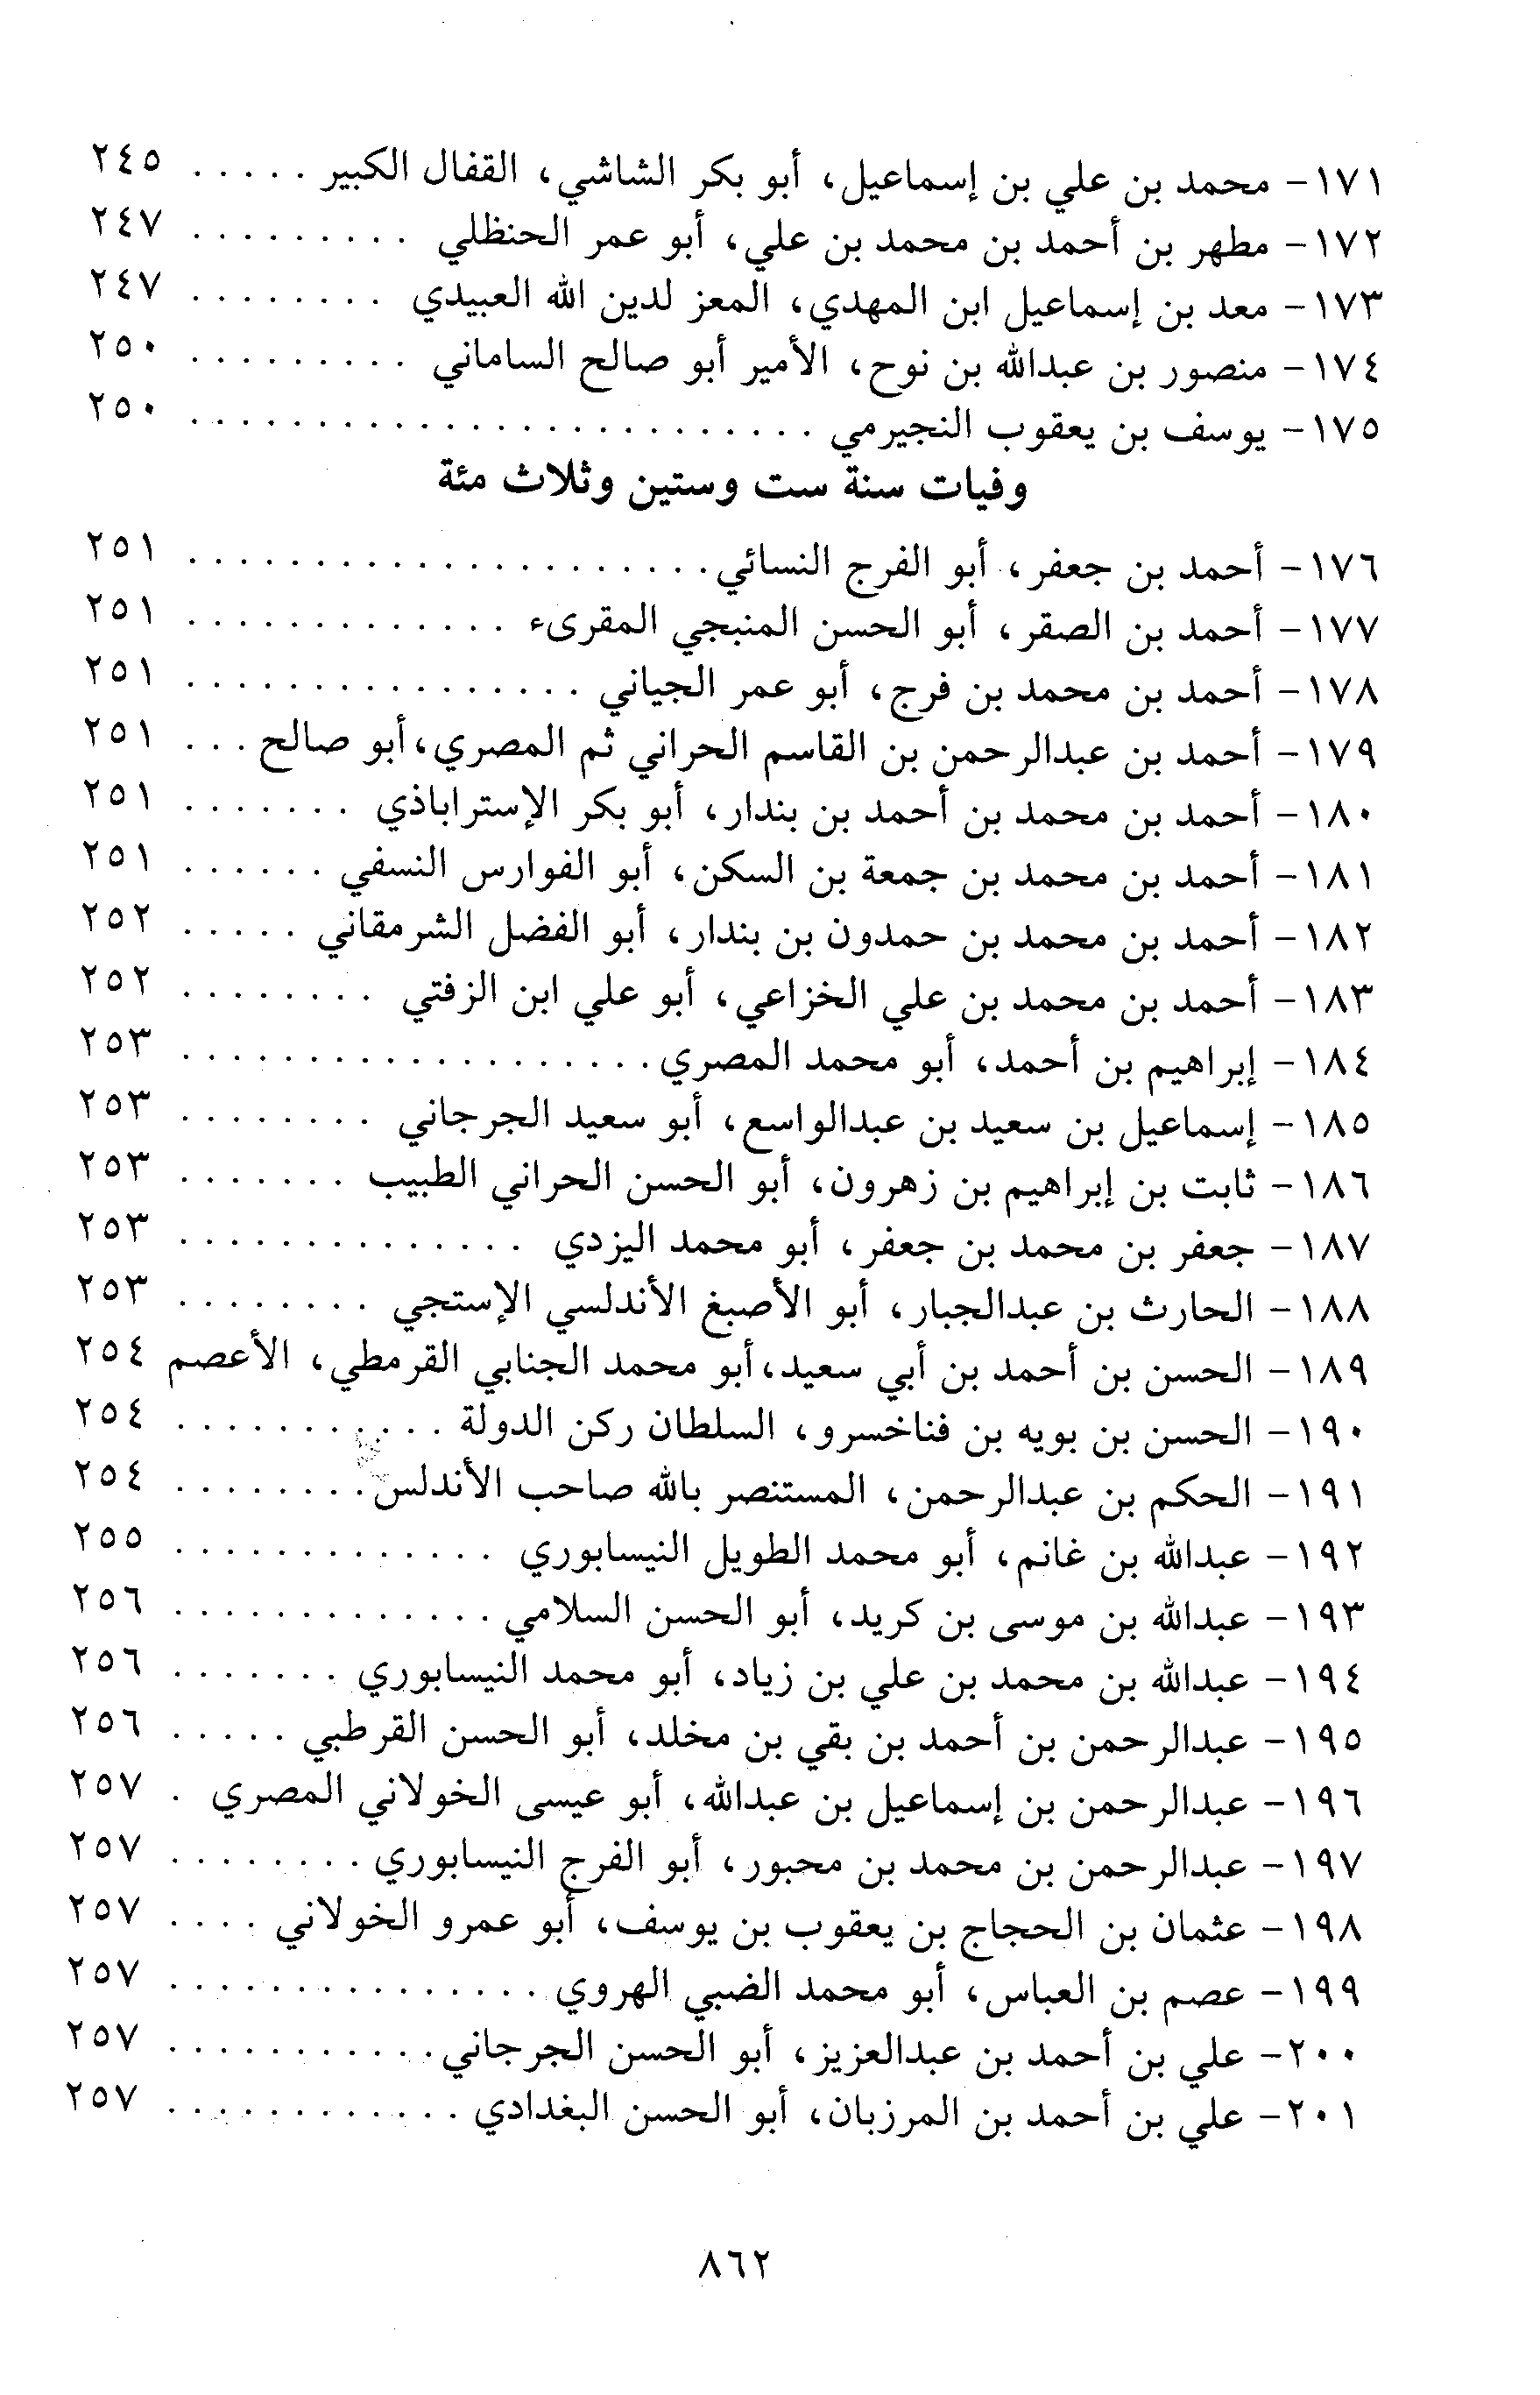 ١٧١- محمد بن علي بن إسماعيل، أبو بكر الشاشي، القفال الكبير ..... ٢٤٥
١٧٢- مطهر بن أحمد بن محمد بن علي، أبو عمر الحنظلي ......... ٢٤٧
١٧٣- معد بن إسماعيل ابن المهدي، المعز لدين الله العبيدي ........ ٢٤٧
١٧٤- منصور بن عبدالله بن نوح، الأمير أبو صالح الساماني ......... ٢٥٠
١٧٥- يوسف بن يعقوب النجيرمي ......................... ٢٥٠
وفيات سنة ست وستين وثلاث مئة
١٧٦- أحمد بن جعفر، أبو الفرج النسائي ..................... ٢٥١
١٧٧- أحمد بن الصقر، أبو الحسن المنبجي المقرىء ............. ٢٥١
١٧٨- أحمد بن محمد بن فرج، أبو عمر الجياني ................ ٢٥١
١٧٩- أحمد بن عبدالرحمن بن القاسم الحراني ثم المصري، أبو صالح ... ٢٥١
١٨٠- أحمد بن محمد بن أحمد بن بندار، أبو بكر الإستراباذي ....... ٢٥١
١٨١- أحمد بن محمد بن جمعة بن السكن، أبو الفوارس النسفي ...... ٢٥١
١٨٢- أحمد بن محمد بن حمدون بن بندار، أبو الفضل الشرمقاني ..... ٢٥٢
١٨٣- أحمد بن محمد بن علي الخزاعي، أبو علي ابن الزفتي ........ ٢٥٢
١٨٤- إبراهيم بن أحمد، أبو محمد المصري ................... ٢٥٣
١٨٥- إسماعيل بن سعيد بن عبدالواسع، أبو سعيد الجرجاني ........ ٢٥٣
١٨٦- ثابت بن إبراهيم بن زهرون، أبو الحسن الحراني الطبيب ....... ٢٥٣
١٨٧- جعفر بن محمد بن جعفر، أبو محمد اليزدي .............. ٢٥٣
١٨٨- الحارث بن عبدالجبار، أبو الأصبغ الأندلسي الإستجي ........ ٢٥٣
١٨٩- الحسن بن أحمد بن أبي سعيد، أبو محمد الجنابي القرمطي، الأعصم ٢٥٤
١٩٠- الحسن بن بويه بن فناخسرو، السلطان ركن الدولة ........... ٢٥٤
١٩١- الحكم بن عبدالرحمن، المستنصر بالله صاحب الأندلس ........ ٢٥٤
١٩٢- عبدالله بن غانم، أبو محمد الطويل النيسابوري ............. ٢٥٥
١٩٣- عبدالله بن موسى بن كريد، أبو الحسن السلامي ............. ٢٥٦
١٩٤- عبدالله بن محمد بن علي بن زياد، أبو محمد النيسابوري ....... ٢٥٦
١٩٥- عبدالرحمن بن أحمد بن بقي بن مخلد، أبو الحسن القرطبي ..... ٢٥٦
١٩٦- عبدالرحمن بن إسماعيل بن عبدالله، أبو عيسى الخولاني المصري . ٢٥٧
١٩٧- عبدالرحمن بن محمد بن محبور، أبو الفرج النيسابوري ........ ٢٥٧
١٩٨- عثمان بن الحجاج بن يعقوب بن يوسف، أبو عمرو الخولاني .... ٢٥٧
١٩٩- عصم بن العباس، أبو محمد الضبي الهروي ............... ٢٥٧
٢٠٠- علي بن أحمد بن عبدالعزيز، أبو الحسن الجرجاني ........... ٢٥٧
٢٠١- علي بن أحمد بن المرزبان، أبو الحسن البغدادي ............ ٢٥٧
٨٦٢